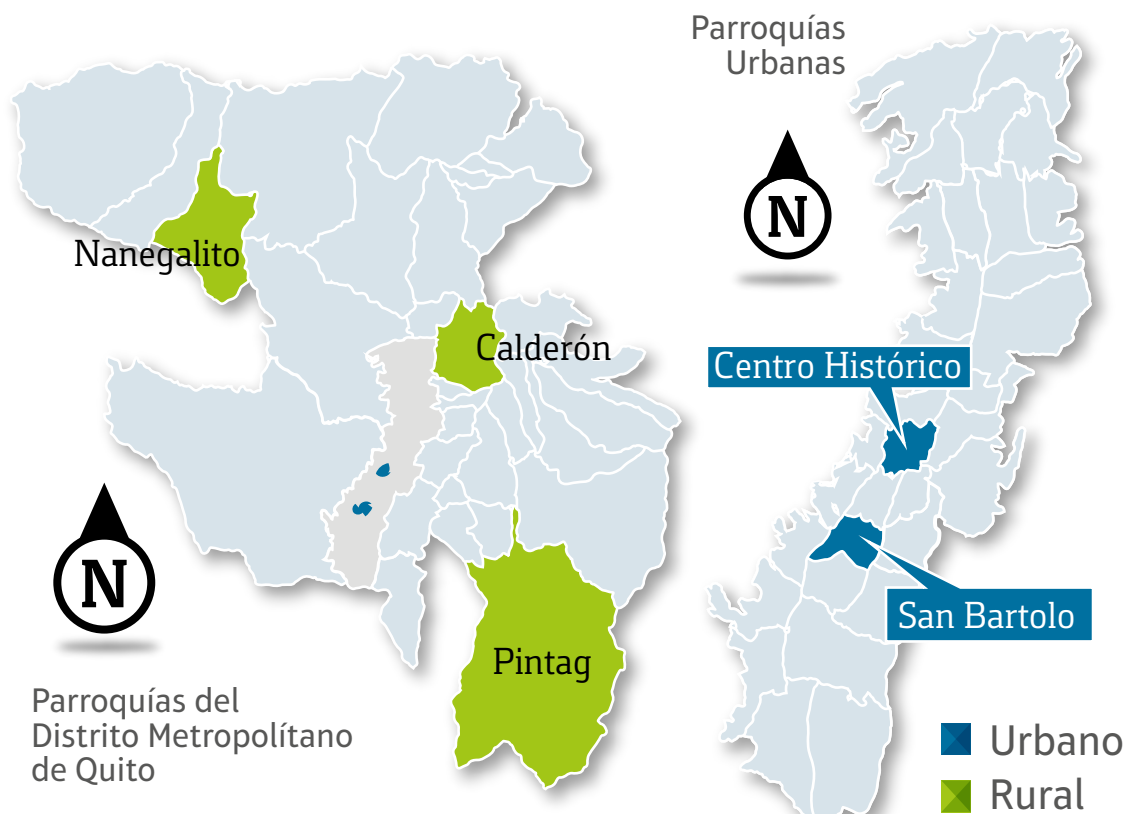 Parroquías
Urbanas
N
Nanegalito
Calderón
Centro Histórico
N
San Bartolo
Pintag
Parroquías del
Distrito Metropolítano
de Quito
Urbano
Rural